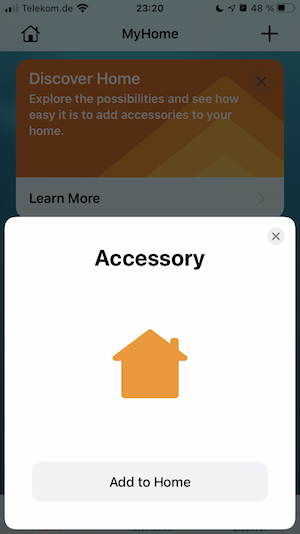 Telekom.de
23:20
48 %
MyHome
Discover Home
Explore the possibilities and see how
easy it is to add accessories to your
home.
Learn More
Accessory
Add to Home